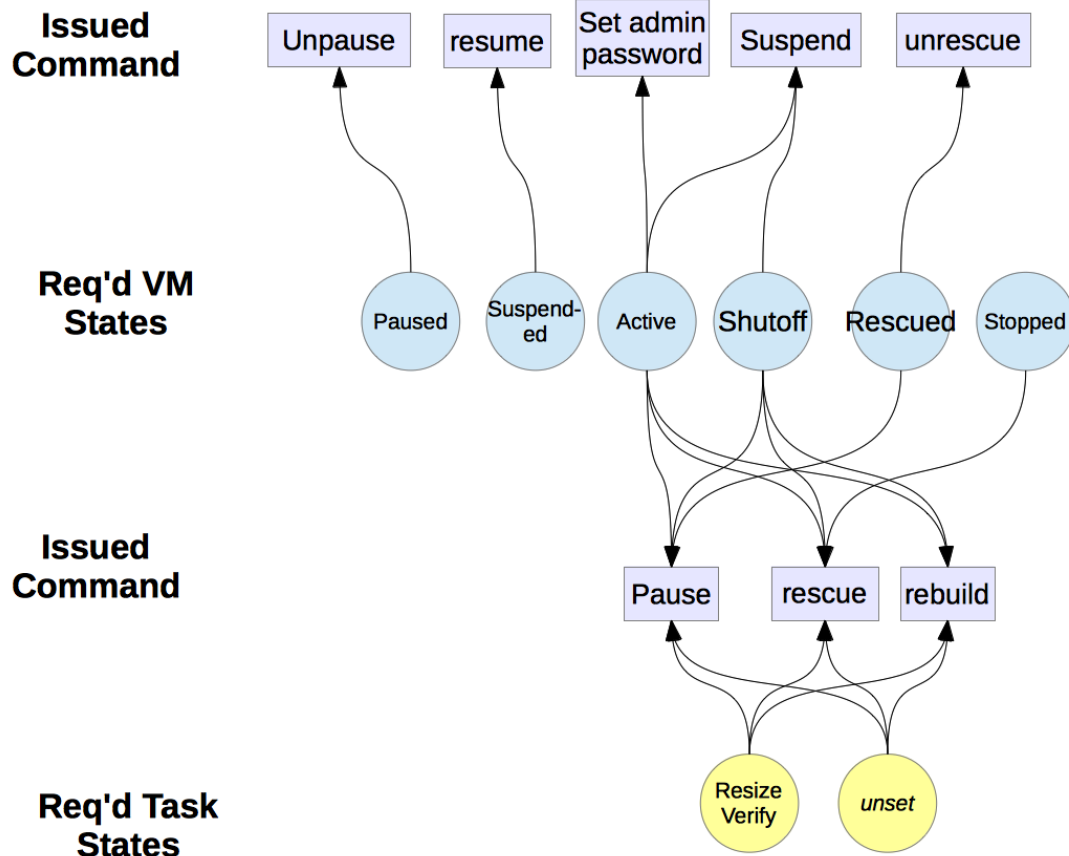 Issued
Command
Unpause
resume
Set admin
password
Suspend
unrescue
Req'd VM
States
Paused
Suspend-
ed
Active
Shutoff
Rescued
Stopped
Issued
Command
Pause
rescue
rebuild
Req'd Task
States
Resize
Verify
unset